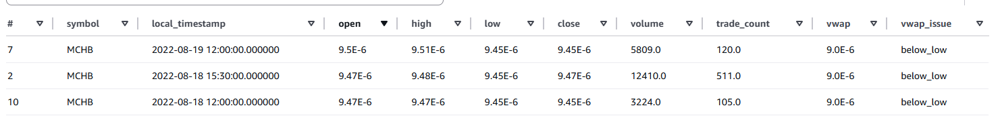 # symbol local_timestamp open high low close volume trade_count vwap vwap_issue
7 MCHB 2022-08-19 12:00:00.000000 9.5E-6 9.51E-6 9.45E-6 9.45E-6 5809.0 120.0 9.0E-6 below_low
2 MCHB 2022-08-18 15:30:00.000000 9.47E-6 9.48E-6 9.45E-6 9.47E-6 12410.0 511.0 9.0E-6 below_low
10 MCHB 2022-08-18 12:00:00.000000 9.47E-6 9.47E-6 9.45E-6 9.45E-6 3224.0 105.0 9.0E-6 below_low